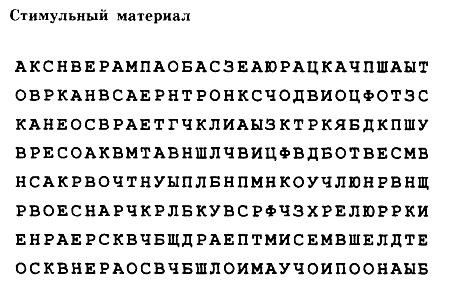 Стимульный материал
АКСНВЕРАМПАОБАСЗЕАЮРАЦКАЧПШАЫТ
ОВРКАНВСАЕРНТРОНКСЧОДВИОЦФОТЗС
КАНЕОСВРАЕТГЧКЛИАЫЗКТРКЯБДКПШУ
ВРЕСОАКВМТАВНШЛЧВИЦФВДБОТВЕСМВ
НСАКРВОЧТНУЫПЛБНПМНКОУЧЛЮНРВНЩ
РВОЕСНАРЧКРЛБКУВСРФЧЗХРЕЛЮРРКИ
ЕНРАЕРСКВЧБЩДРАЕПТМИСЕМВШЕЛДТЕ
ОСКВНЕРАОСВЧБШЛОИМАУЧОИПООНАЫБ